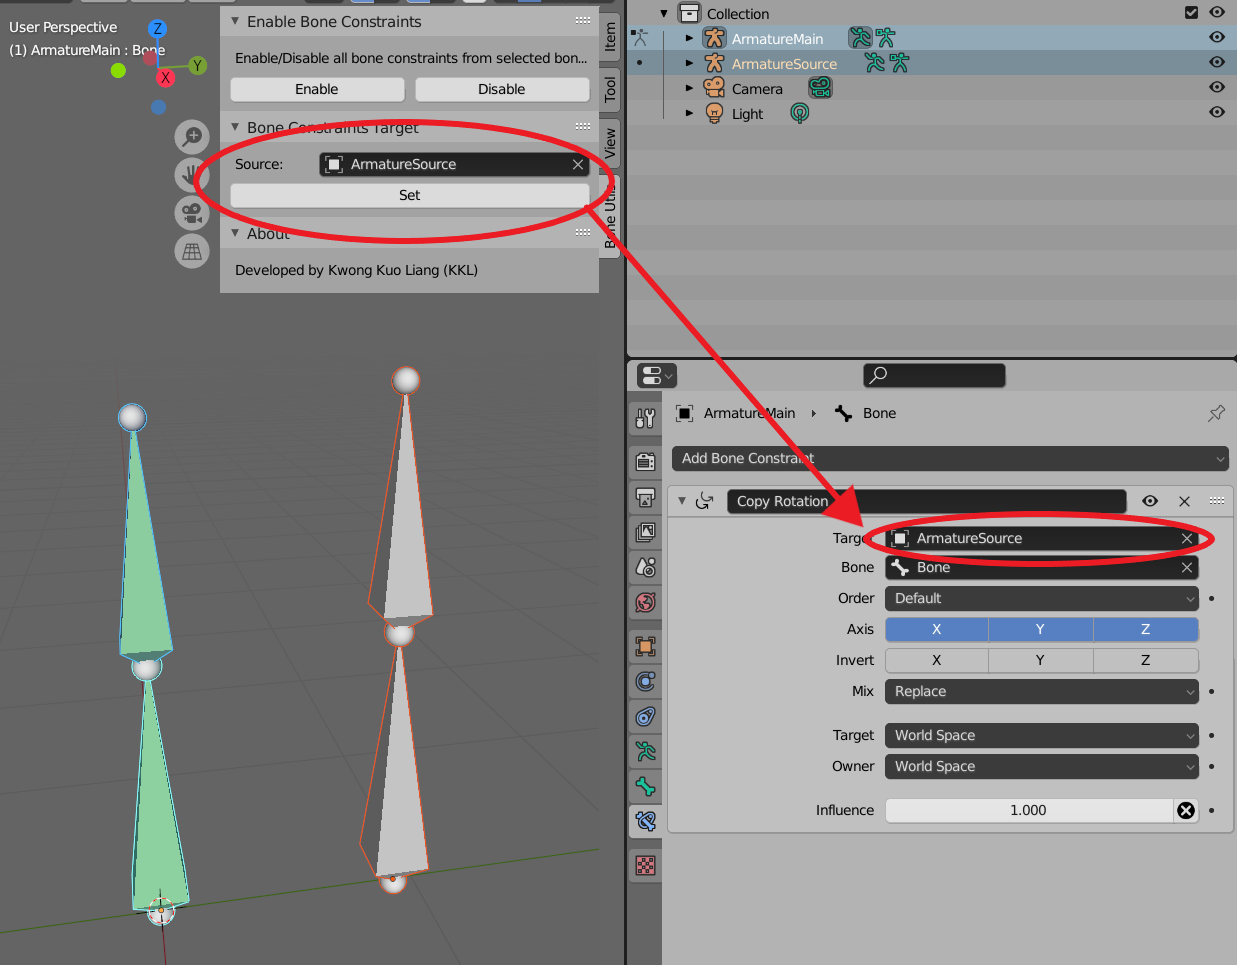 User Perspective
(1) ArmatureMain : Bone
Z
Y
X
Enable Bone Constraints
Enable/Disable all bone constraints from selected bon...
Enable
Disable
Bone Constraints Target
Source:
ArmatureSource
Set
About
Developed by Kwong Kuo Liang (KKL)
Item
Tool
View
Bone Utils
Collection
ArmatureMain
ArmatureSource
Camera
Light
ArmatureMain
Bone
Add Bone Constraint
Copy Rotation
Target
ArmatureSource
Bone
Bone
Order
Default
Axis
X
Y
Z
Invert
X
Y
Z
Mix
Replace
Target
World Space
Owner
World Space
Influence
1.000